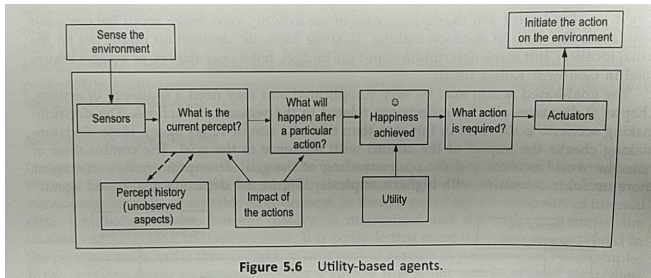 Sense the
environment
Initiate the action
on the environment
Sensors
What is the
current percept?
What will
happen after
a particular
action?
☺
Happiness
achieved
What action
is required?
Actuators
Percept history
(unobserved
aspects)
Impact of
the actions
Utility
Figure 5.6 Utility-based agents.